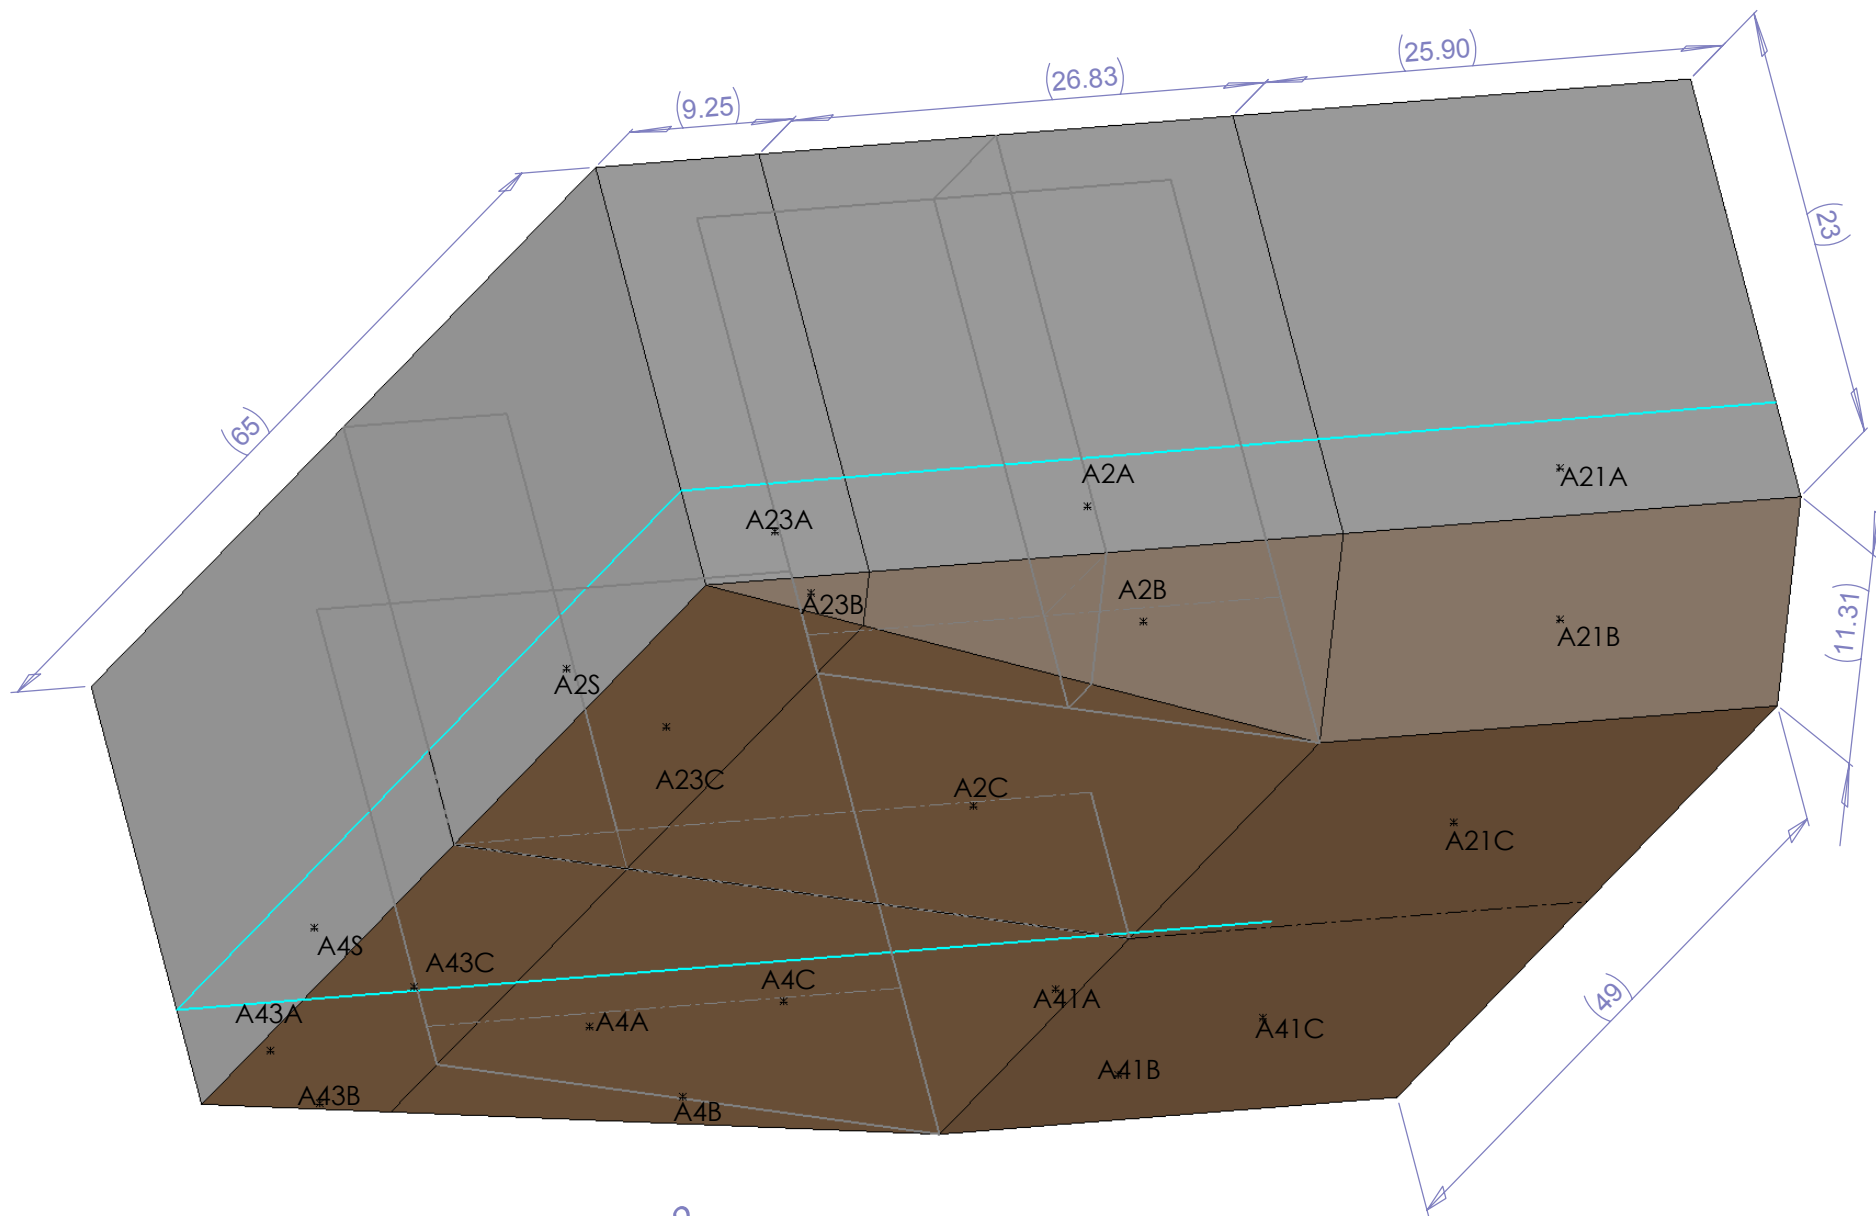 (25.90)
(26.83)
(9.25)
(23)
(65)
A2A
A21A
A23A
A2B
A23B
(11.31)
A21B
A2S
A23C
A2C
A21C
A4S
A43C
A4C
A41A
(49)
A43A
A4A
A41C
A41B
A43B
A4B